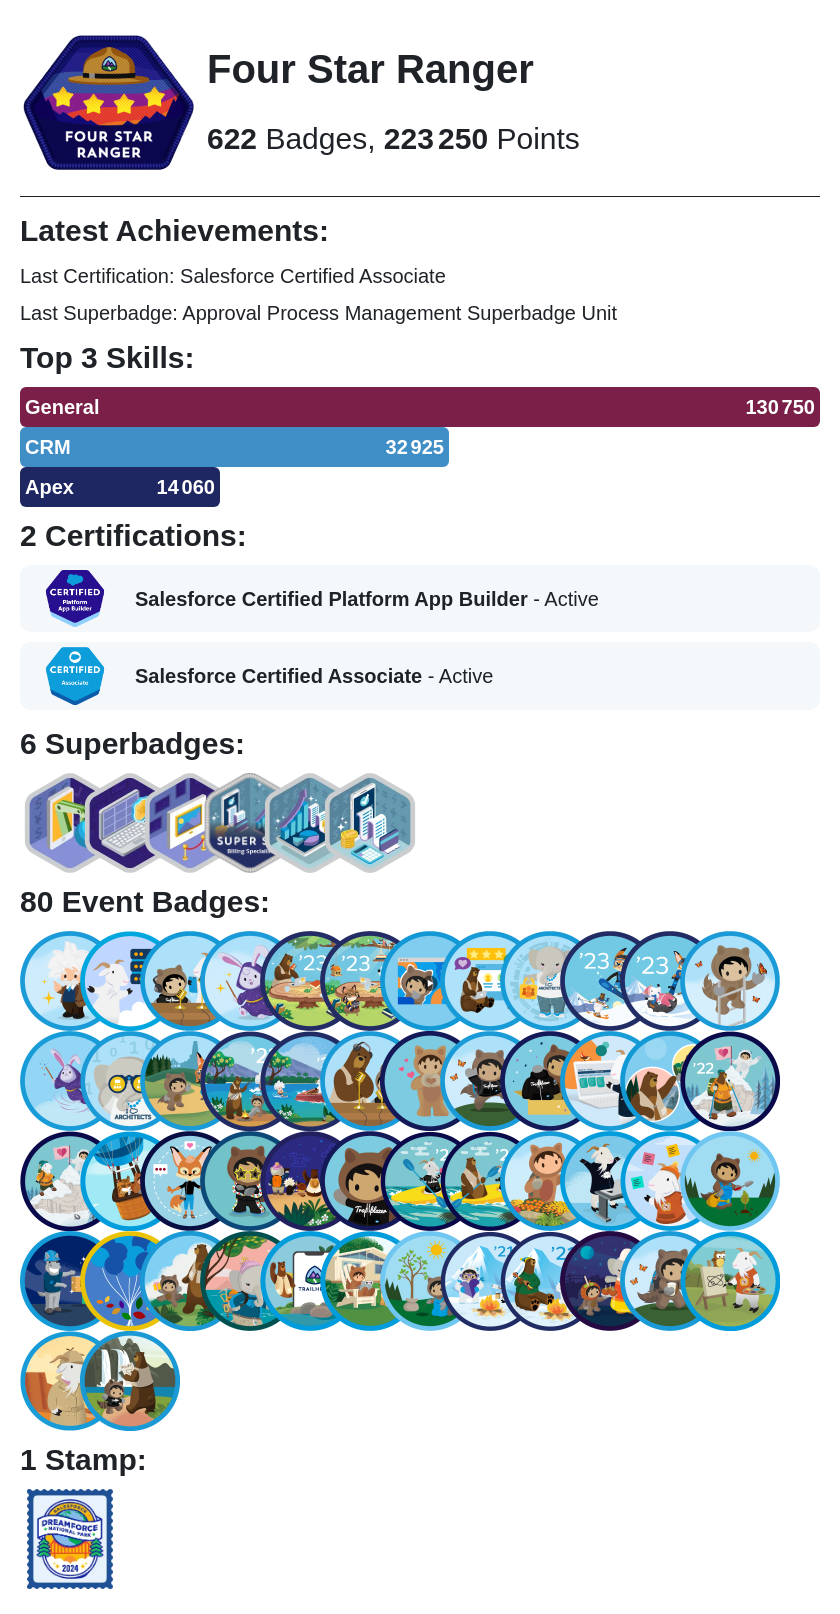 FOUR STAR
RANGER
Four Star Ranger
622 Badges, 223 250 Points
Latest Achievements:
Last Certification: Salesforce Certified Associate
Last Superbadge: Approval Process Management Superbadge Unit
Top 3 Skills:
General 130 750
CRM 32 925
Apex 14 060
2 Certifications:
CERTIFIED
Platform
App Builder
Salesforce Certified Platform App Builder - Active
CERTIFIED
Associate
Salesforce Certified Associate - Active
6 Superbadges:
SUPER
Billing
80 Event Badges:
'23
'23
ARCHITECTS
'23
'23
ARCHITECTS
'22
'21
1 Stamp:
SALESFORCE
DREAMFORCE
NATIONAL PARK
2024